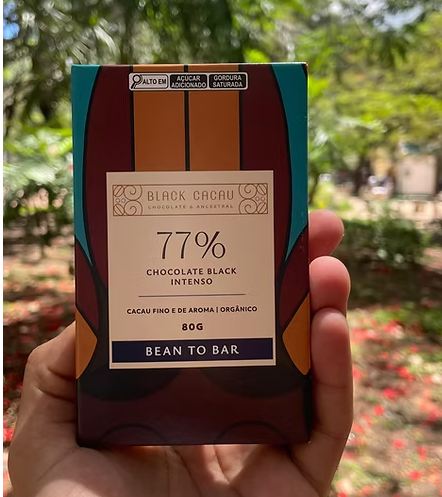 ALTO EM
AÇÚCAR ADICIONADO
GORDURA SATURADA
BLACK CACAU
CHOCOLATE & ANCESTRAL
77%
CHOCOLATE BLACK
INTENSO
CACAU FINO E DE AROMA | ORGÂNICO
80G
BEAN TO BAR